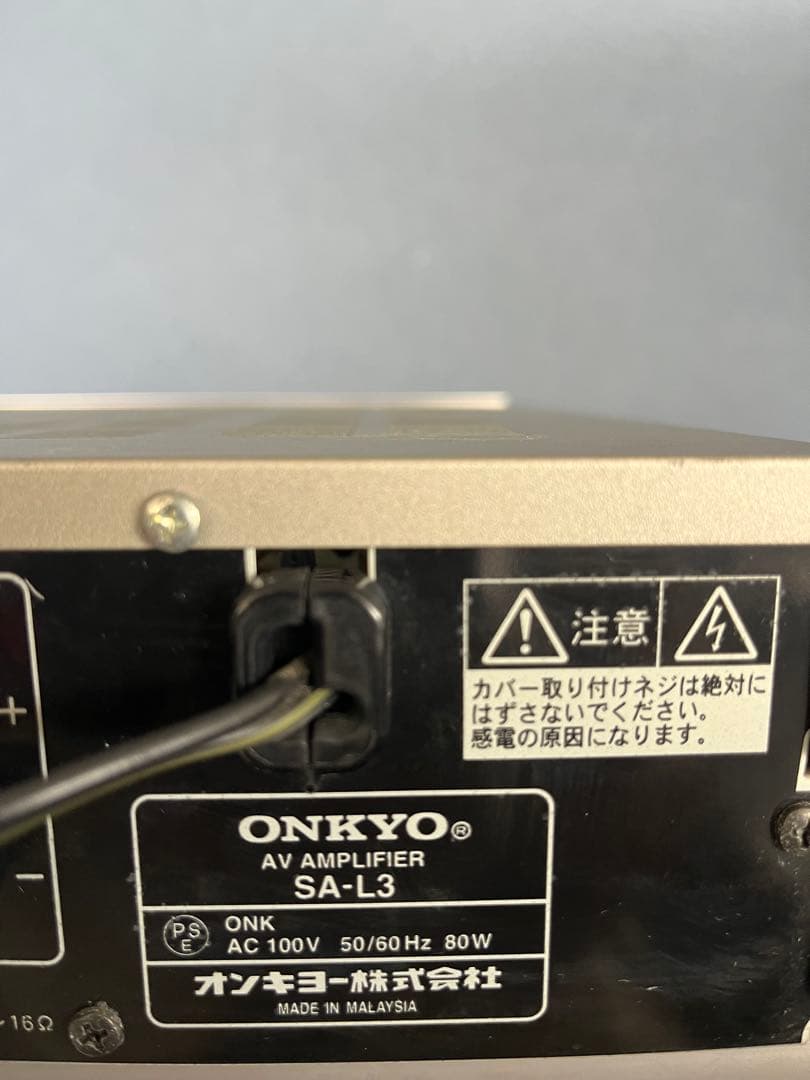 注意
カバー取り付けネジは絶対に
はずさないでください。
感電の原因になります。
+
ONKYO®
AV AMPLIFIER
SA-L3
−
PS
E
ONK
AC 100V 50/60Hz 80W
オンキヨー株式会社
MADE IN MALAYSIA
16Ω